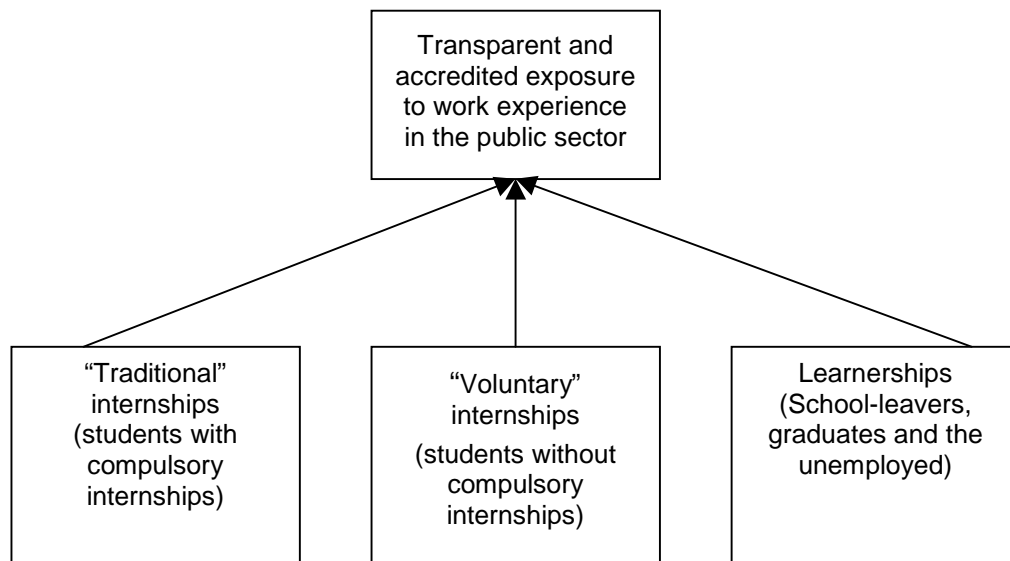 Transparent and
accredited exposure
to work experience
in the public sector
“Traditional”
internships
(students with
compulsory
internships)
“Voluntary”
internships
(students without
compulsory
internships)
Learnerships
(School-leavers,
graduates and the
unemployed)